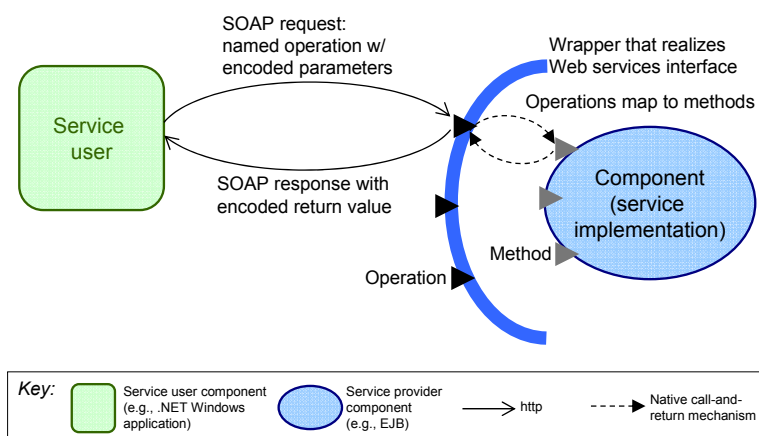 SOAP request:
named operation w/
encoded parameters
Wrapper that realizes
Web services interface
Operations map to methods
Service
user
SOAP response with
encoded return value
Component
(service
implementation)
Method
Operation
Key:
Service user component
(e.g., .NET Windows
application)
Service provider
component
(e.g., EJB)
http
Native call-and-
return mechanism